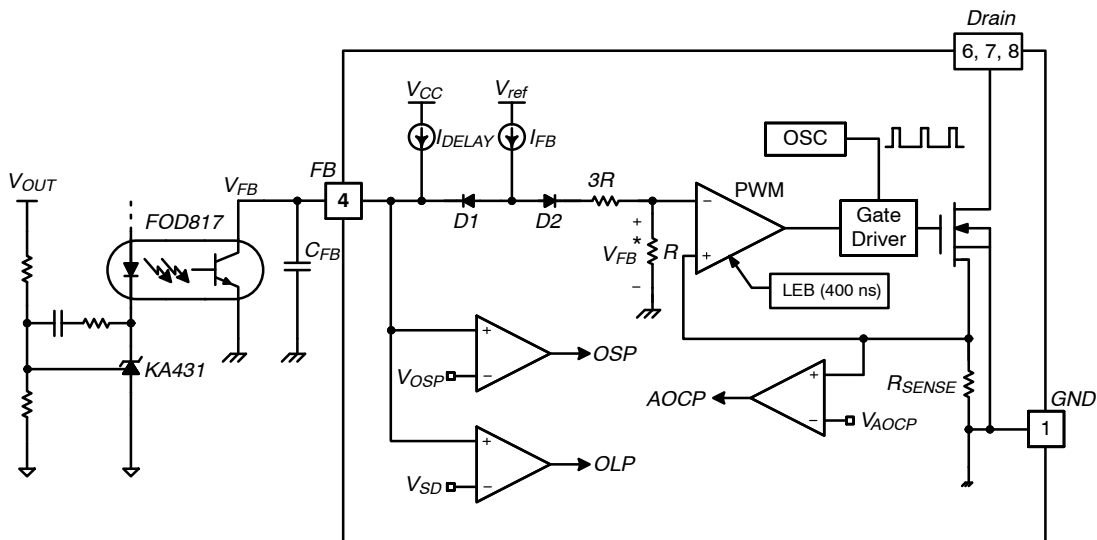 Drain
6, 7, 8
VCC
Vref
IDELAY
IFB
OSC
VOUT
FOD817
VFB
FB
4
D1
D2
3R
PWM
−
+
Gate
Driver
CFB
+
*
VFB
R
−
LEB (400 ns)
KA431
+
−
VOSP
OSP
AOCP
+
−
VAOCP
RSENSE
GND
1
+
−
VSD
OLP